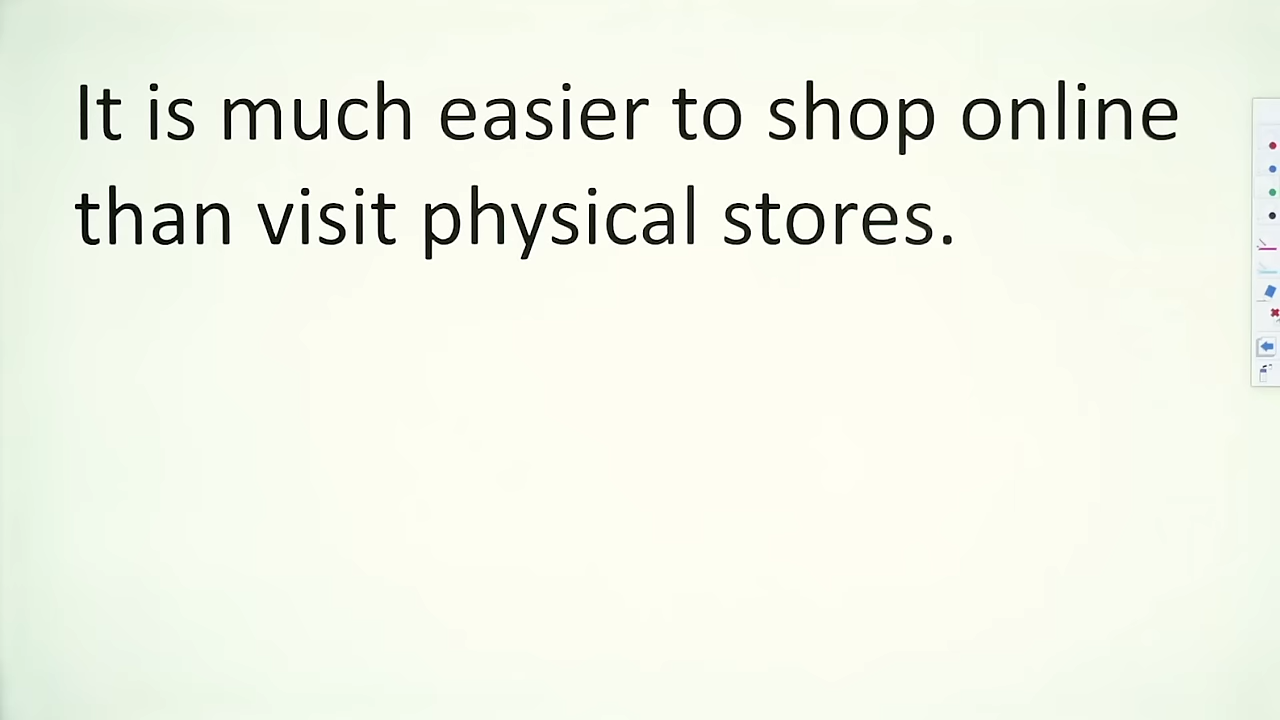 It is much easier to shop online
than visit physical stores.